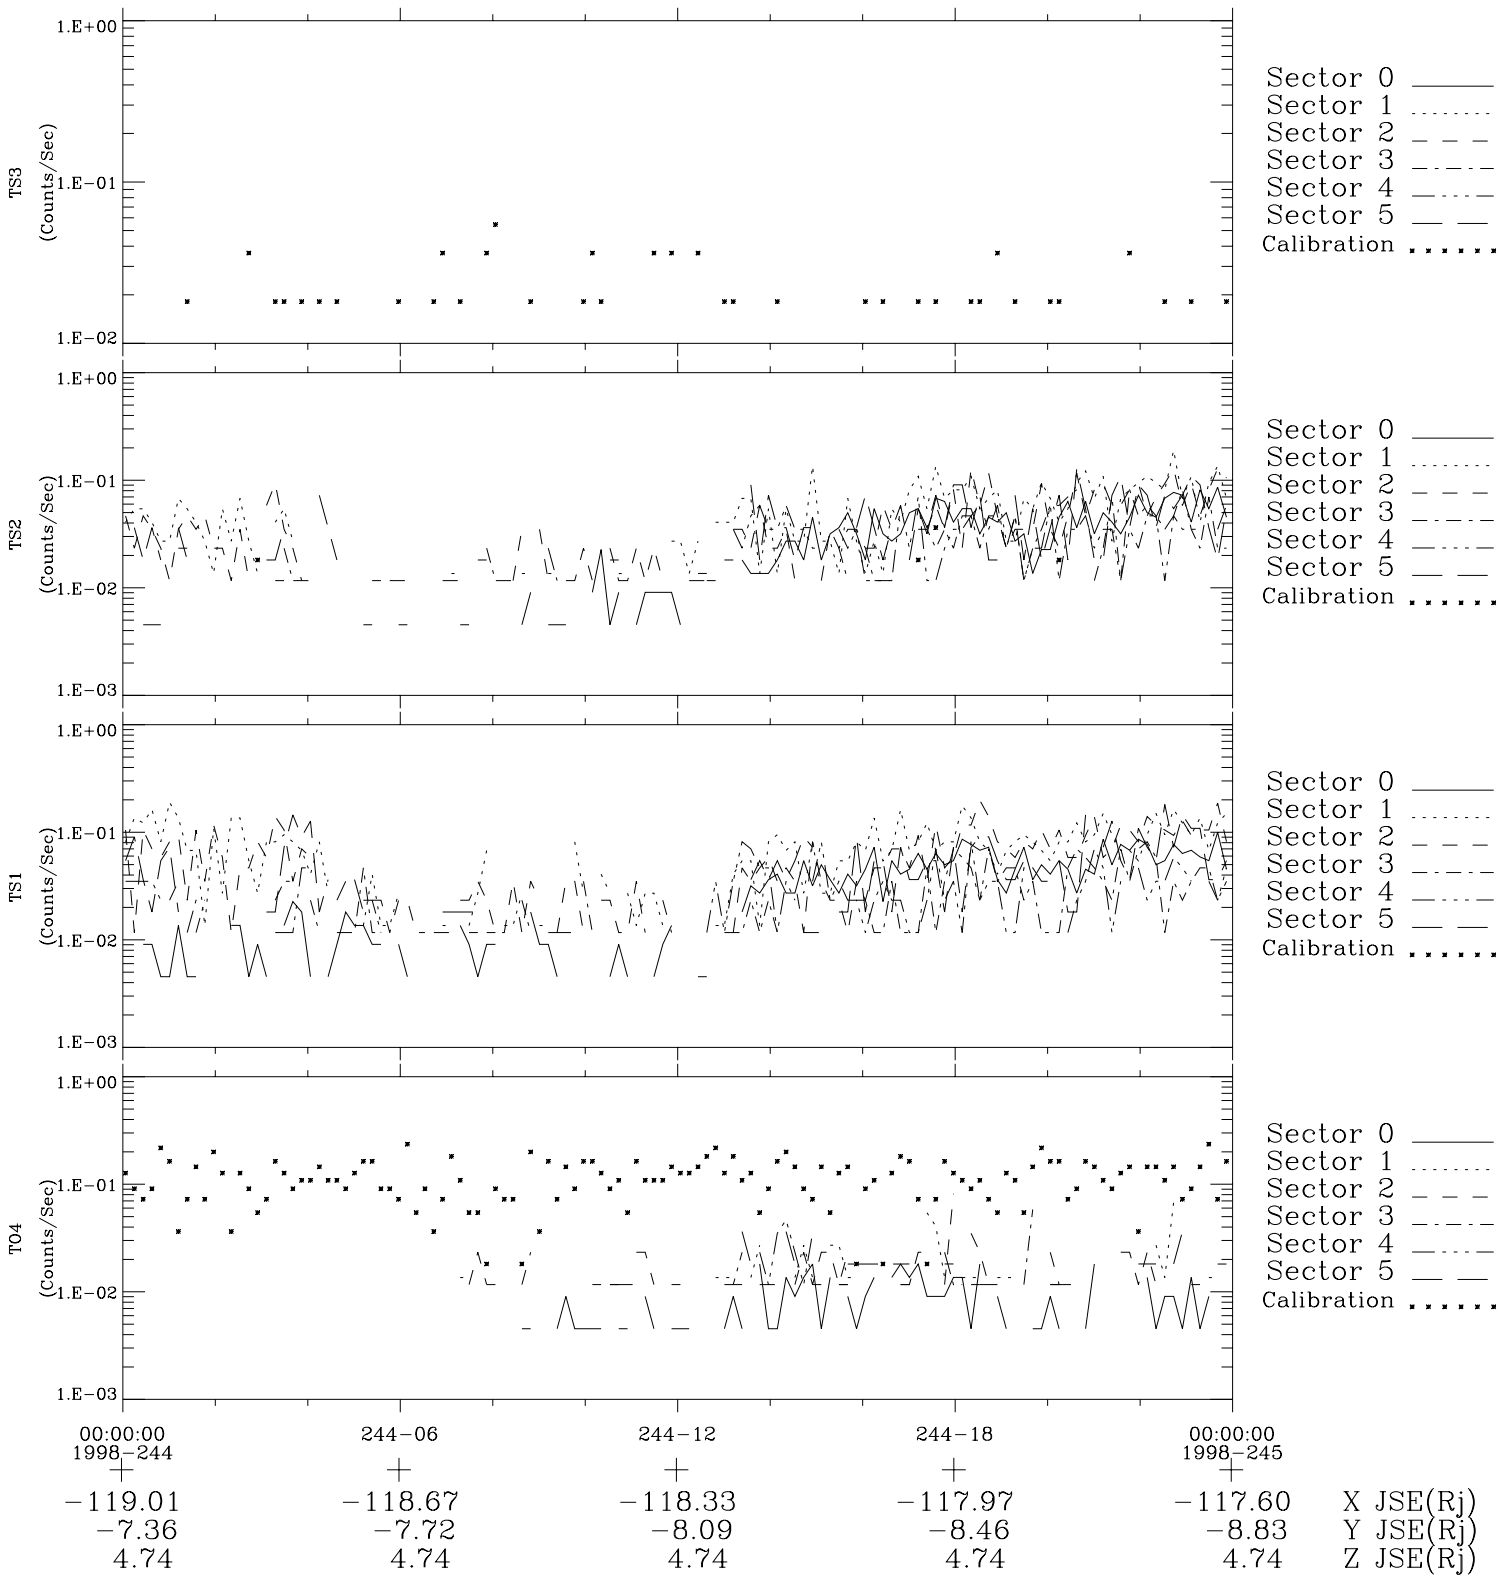 1.E+00
1.E-01
1.E-02
TS3
(Counts/Sec)
Sector 0
Sector 1
Sector 2
Sector 3
Sector 4
Sector 5
Calibration
1.E+00
1.E-01
1.E-02
1.E-03
TS2
(Counts/Sec)
Sector 0
Sector 1
Sector 2
Sector 3
Sector 4
Sector 5
Calibration
1.E+00
1.E-01
1.E-02
1.E-03
TS1
(Counts/Sec)
Sector 0
Sector 1
Sector 2
Sector 3
Sector 4
Sector 5
Calibration
1.E+00
1.E-01
1.E-02
1.E-03
TO4
(Counts/Sec)
Sector 0
Sector 1
Sector 2
Sector 3
Sector 4
Sector 5
Calibration
00:00:00 244-06 244-12 244-18 00:00:00
1998-244 1998-245
-119.01 -118.67 -118.33 -117.97 -117.60 X JSE(Rj)
-7.36 -7.72 -8.09 -8.46 -8.83 Y JSE(Rj)
4.74 4.74 4.74 4.74 4.74 Z JSE(Rj)